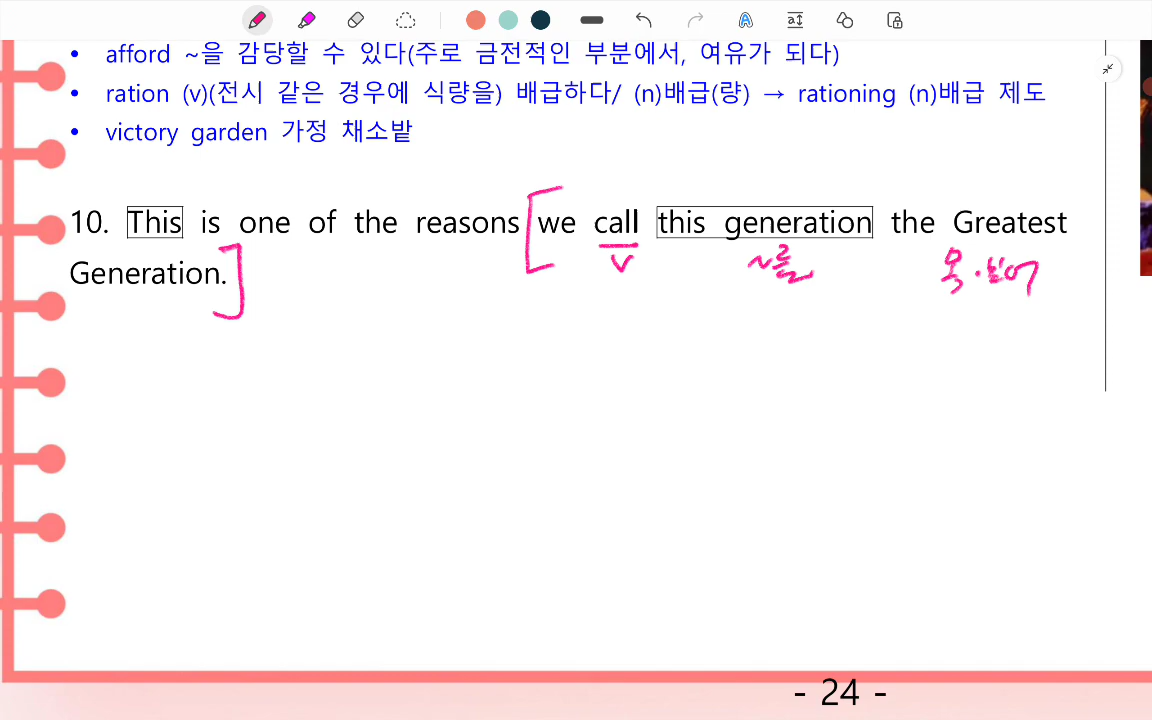 • afford ~을 감당할 수 있다(주로 금전적인 부분에서, 여유가 되다)
• ration (v)(전시 같은 경우에 식량을) 배급하다/ (n)배급(량) → rationing (n)배급 제도
• victory garden 가정 채소밭
10. This is one of the reasons [we call this generation the Greatest
v ~를 목·보어
Generation.]
- 24 -